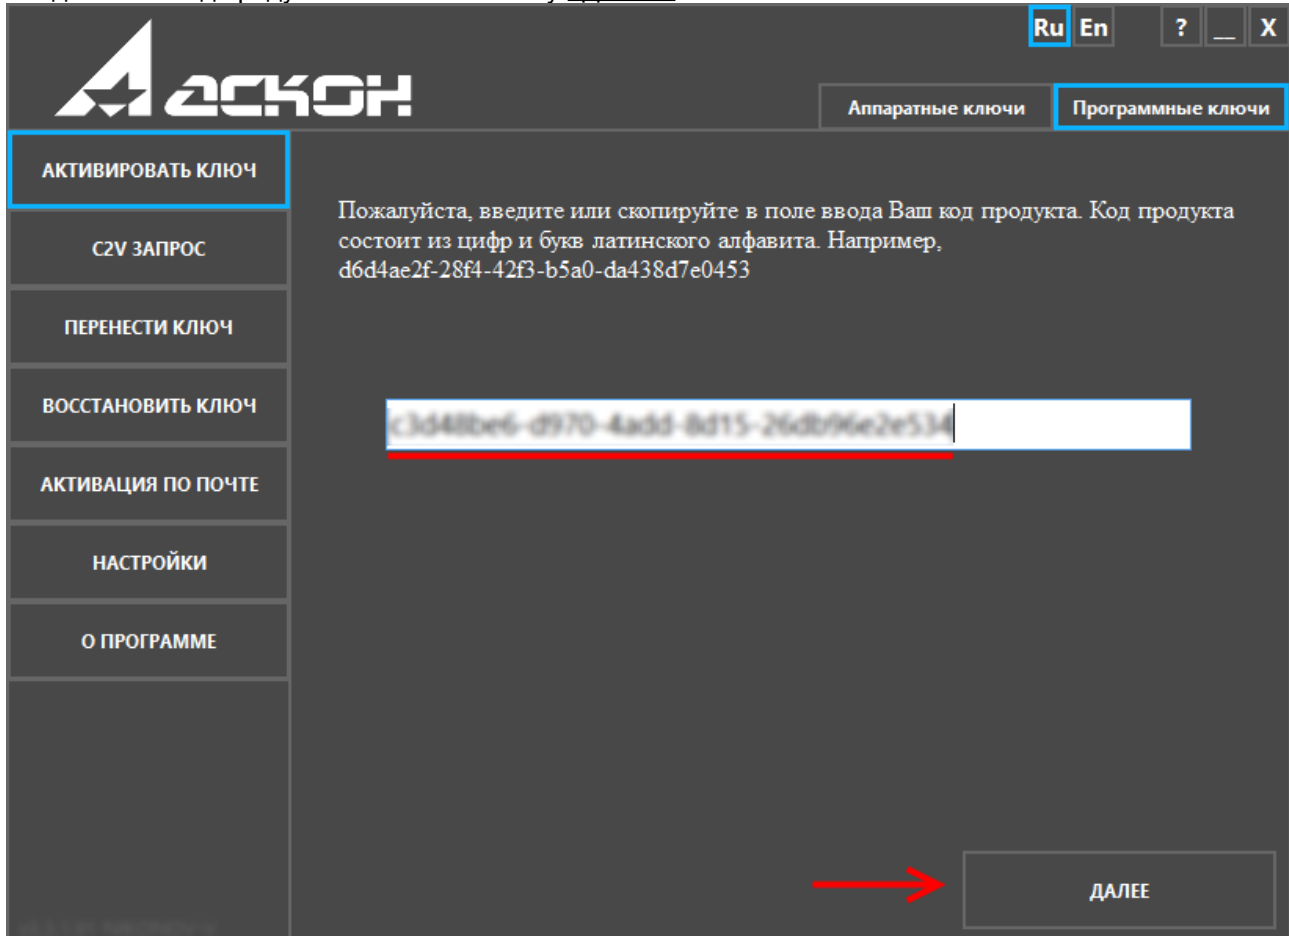 Ru En ? __ X
АСКОН
Аппаратные ключи
Программные ключи
АКТИВИРОВАТЬ КЛЮЧ
C2V ЗАПРОС
ПЕРЕНЕСТИ КЛЮЧ
ВОССТАНОВИТЬ КЛЮЧ
АКТИВАЦИЯ ПО ПОЧТЕ
НАСТРОЙКИ
О ПРОГРАММЕ
Пожалуйста, введите или скопируйте в поле ввода Ваш код продукта. Код продукта
состоит из цифр и букв латинского алфавита. Например,
d6d4ae2f-28f4-42f3-b5a0-da438d7e0453
ДАЛЕЕ